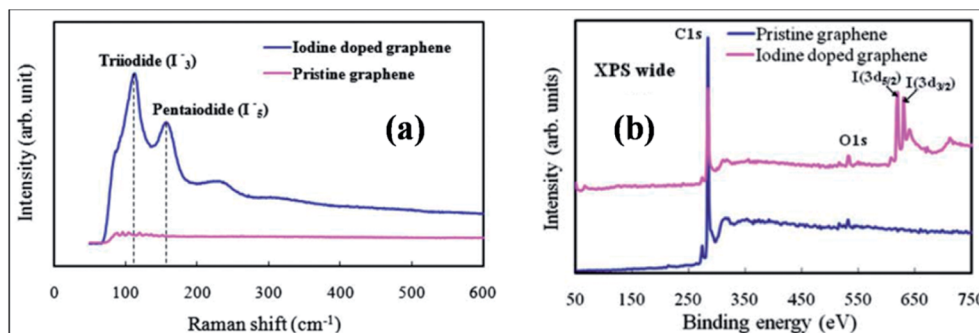 Iodine doped graphene
Pristine graphene
Triiodide (I⁻₃)
Pentaiodide (I⁻₅)
(a)
Intensity (arb. unit)
0 100 200 300 400 500 600
Raman shift (cm⁻¹)
C1s
Pristine graphene
Iodine doped graphene
XPS wide
I(3d₅/₂)
I(3d₃/₂)
(b)
O1s
Intensity (arb. units)
50 150 250 350 450 550 650 750
Binding energy (eV)